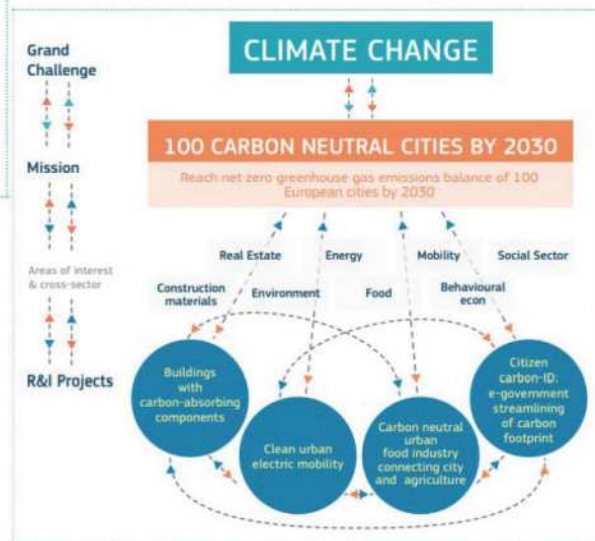 Grand
Challenge
CLIMATE CHANGE
100 CARBON NEUTRAL CITIES BY 2030
Reach net zero greenhouse gas emissions balance of 100
European cities by 2030
Mission
Real Estate
Energy
Mobility
Social Sector
Areas of interest
& cross-sector
Construction
materials
Environment
Food
Behavioural
econ
R&I Projects
Buildings
with
carbon-absorbing
components
Clean urban
electric mobility
Carbon neutral
urban
food industry
connecting city
and agriculture
Citizen
carbon-ID:
e-government
streamlining
of carbon
footprint